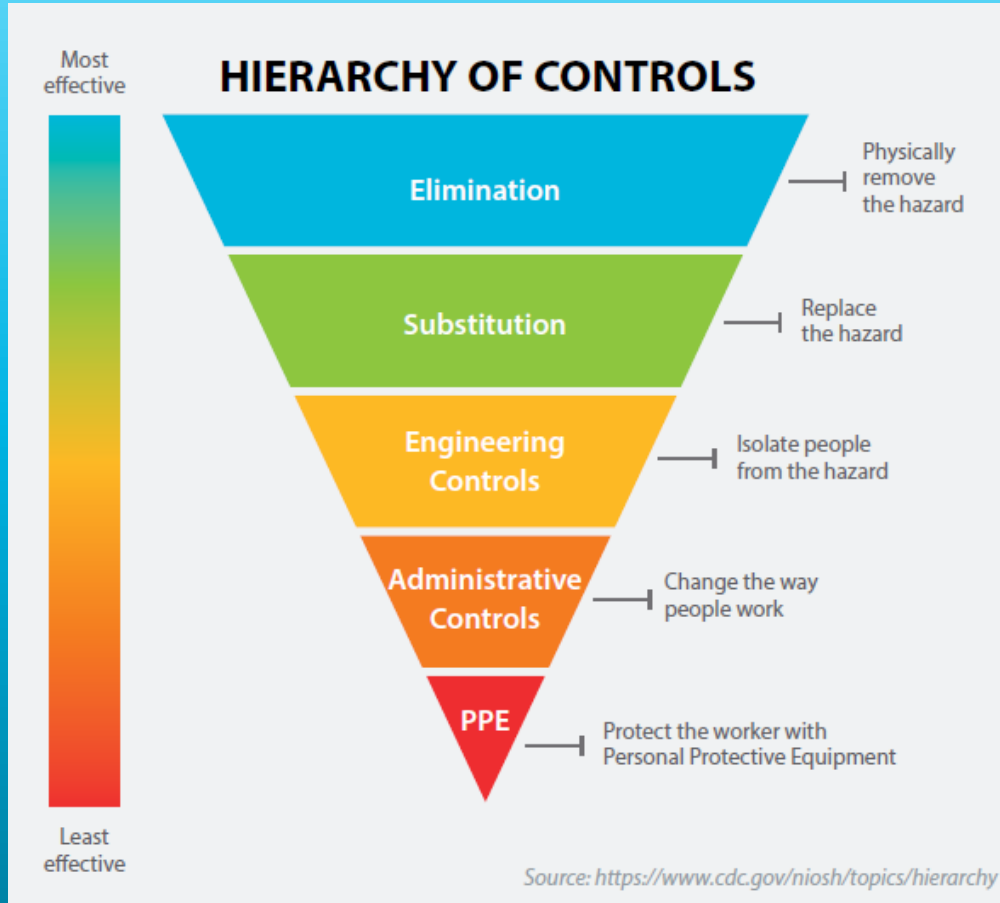 Most
effective
HIERARCHY OF CONTROLS
Elimination
Physically
remove
the hazard
Substitution
Replace
the hazard
Engineering
Controls
Isolate people
from the hazard
Administrative
Controls
Change the way
people work
PPE
Protect the worker with
Personal Protective Equipment
Least
effective
Source: https://www.cdc.gov/niosh/topics/hierarchy